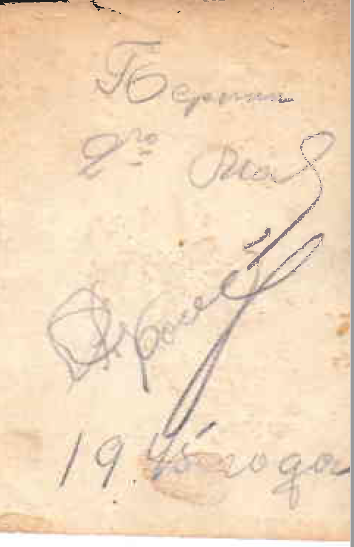 г. Берлин
2го мая
1945 года